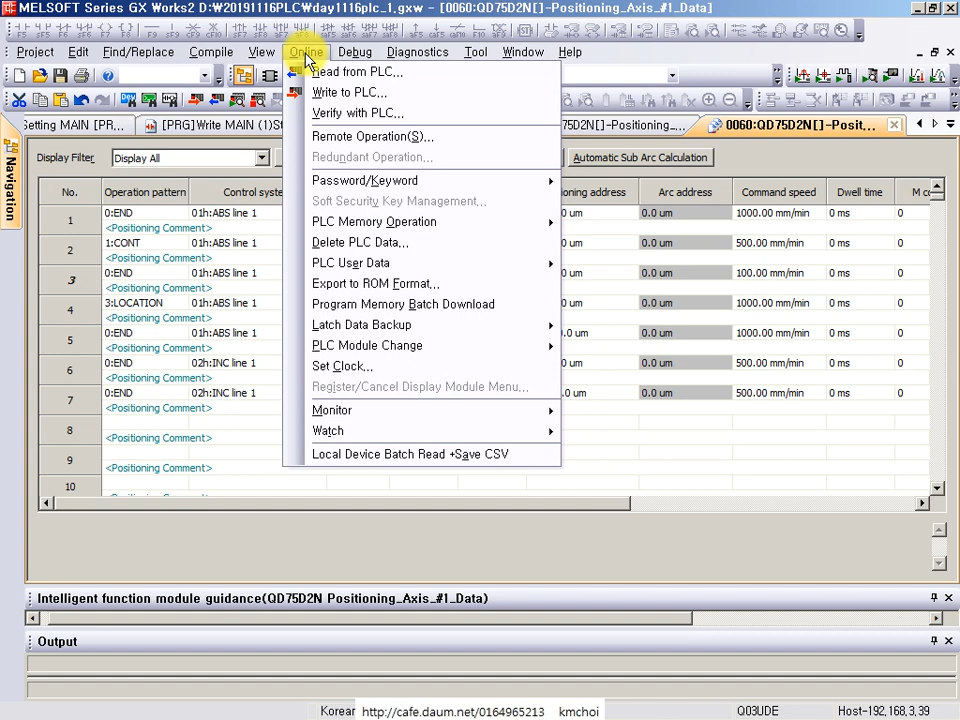 MELSOFT Series GX Works2 D:₩20191116PLC₩day1116plc_1,gxw - [0060:QD75D2N[]-Positioning_Axis_#1_Data]
Project Edit Find/Replace Compile View Online Debug Diagnostics Tool Window Help
Setting MAIN [PR... [PRG]Write MAIN (1)St 75D2N[]-Positioning_... 0060:QD75D2N[]-Posit...
Display Filter Display All Automatic Sub Arc Calculation
No. Operation pattern Control syste ioning address Arc address Command speed Dwell time M co
1 0:END 01h:ABS line 1 0.0 um 1000.00 mm/min 0 ms 0
<Positioning Comment>
2 1:CONT 01h:ABS line 1 0.0 um 500.00 mm/min 0 ms 0
<Positioning Comment>
3 0:END 01h:ABS line 1 0.0 um 100.00 mm/min 0 ms 0
<Positioning Comment>
4 3:LOCATION 01h:ABS line 1 0.0 um 1000.00 mm/min 0 ms 0
<Positioning Comment>
5 0:END 01h:ABS line 1 .0 um 0.0 um 1000.00 mm/min 0 ms 0
<Positioning Comment>
6 0:END 02h:INC line 1 .0 um 0.0 um 500.00 mm/min 0 ms 0
<Positioning Comment>
7 0:END 02h:INC line 1 .0 um 0.0 um 500.00 mm/min 0 ms 0
<Positioning Comment>
8
<Positioning Comment>
9
<Positioning Comment>
10
Read from PLC...
Write to PLC...
Verify with PLC...
Remote Operation(S)...
Redundant Operation...
Password/Keyword
Soft Security Key Management...
PLC Memory Operation
Delete PLC Data...
PLC User Data
Export to ROM Format...
Program Memory Batch Download
Latch Data Backup
PLC Module Change
Set Clock...
Register/Cancel Display Module Menu...
Monitor
Watch
Local Device Batch Read +Save CSV
Navigation
Intelligent function module guidance(QD75D2N Positioning_Axis_#1_Data)
Output
Korear http://cafe.daum.net/0164965213 kmchoi Q03UDE Host-192,168,3,39